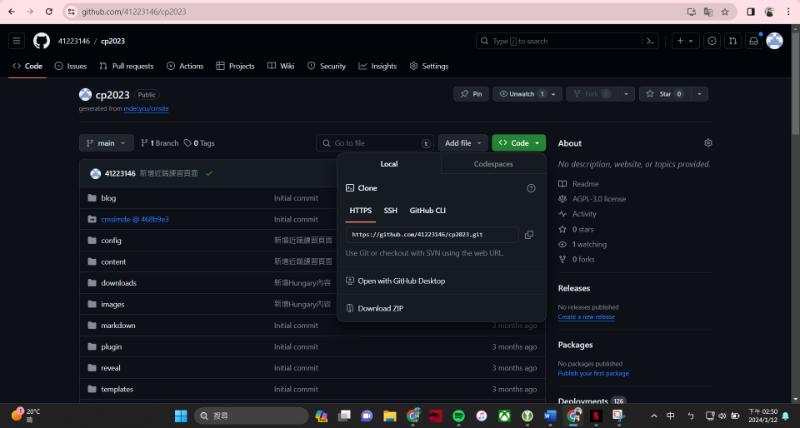 github.com/41223146/cp2023
41223146 / cp2023
Type / to search
Code
Issues
Pull requests
Actions
Projects
Wiki
Security
Insights
Settings
cp2023 Public
generated from mdecycu/cmsite
Pin
Unwatch 1
Fork 0
Star 0
main
1 Branch
0 Tags
Go to file
t
Add file
Code
41223146 新增近端練習頁面
Local
Codespaces
Clone
HTTPS
SSH
GitHub CLI
https://github.com/41223146/cp2023.git
Use Git or checkout with SVN using the web URL.
Open with GitHub Desktop
Download ZIP
blog Initial commit
cmsimde @ 468b9e3 Initial commit
config 新增近端練習頁面
content 新增近端練習頁面
downloads 新增Hungary內容
images 新增Hungary內容
markdown Initial commit 3 months ago
plugin Initial commit 3 months ago
reveal Initial commit 3 months ago
templates Initial commit 3 months ago
About
No description, website, or topics provided.
Readme
AGPL-3.0 license
Activity
0 stars
1 watching
0 forks
Releases
No releases published
Create a new release
Packages
No packages published
Publish your first package
Deployments 126
20°C
晴
搜尋
中
下午 02:50
2024/1/12